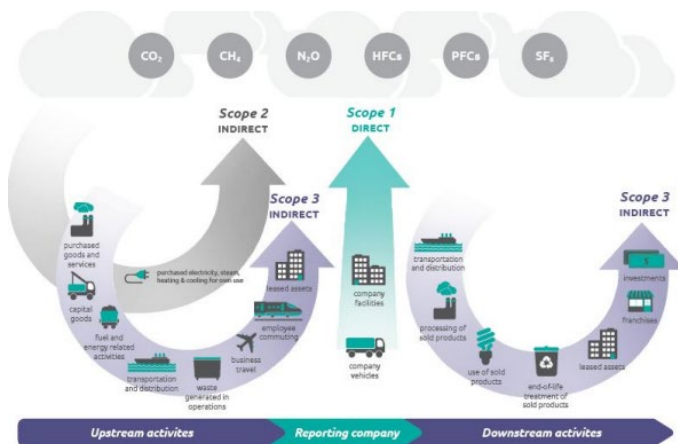 CO₂
CH₄
N₂O
HFCs
PFCs
SF₆
Scope 2
INDIRECT
Scope 1
DIRECT
Scope 3
INDIRECT
Scope 3
INDIRECT
purchased
goods and
services
capital
goods
fuel and
energy related
activities
transportation
and distribution
waste
generated in
operations
business
travel
employee
commuting
leased assets
purchased electricity, steam,
heating & cooling for own use
company
facilities
company
vehicles
transportation
and distribution
processing of
sold products
use of sold
products
end-of-life
treatment of
sold products
leased assets
franchises
investments
$
Upstream activites
Reporting company
Downstream activites